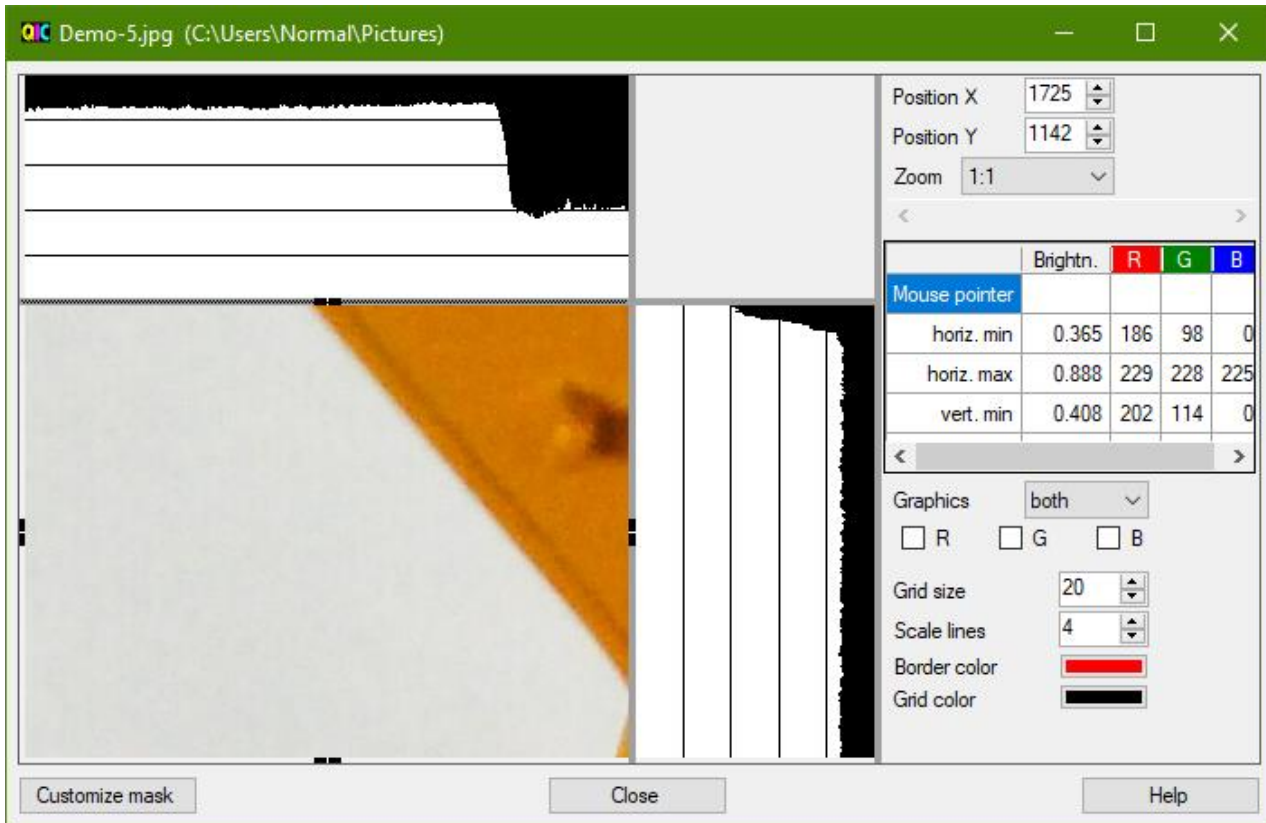 QIC Demo-5.jpg (C:\Users\Normal\Pictures)
Position X 1725
Position Y 1142
Zoom 1:1
Brightn. R G B
Mouse pointer
horiz. min 0.365 186 98 0
horiz. max 0.888 229 228 225
vert. min 0.408 202 114 0
Graphics both
R G B
Grid size 20
Scale lines 4
Border color
Grid color
Customize mask Close Help